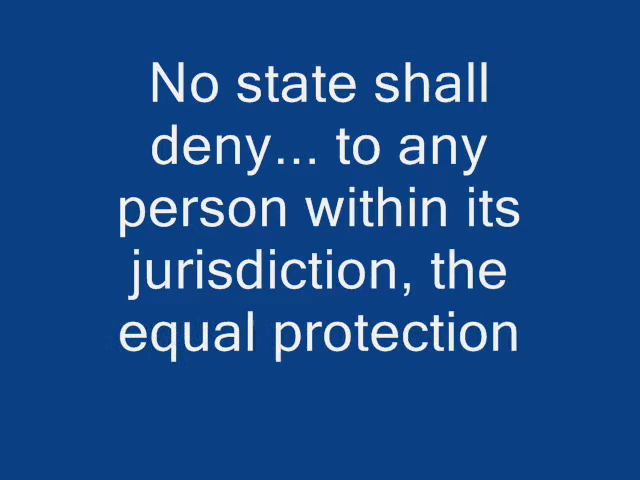 No state shall
deny... to any
person within its
jurisdiction, the
equal protection